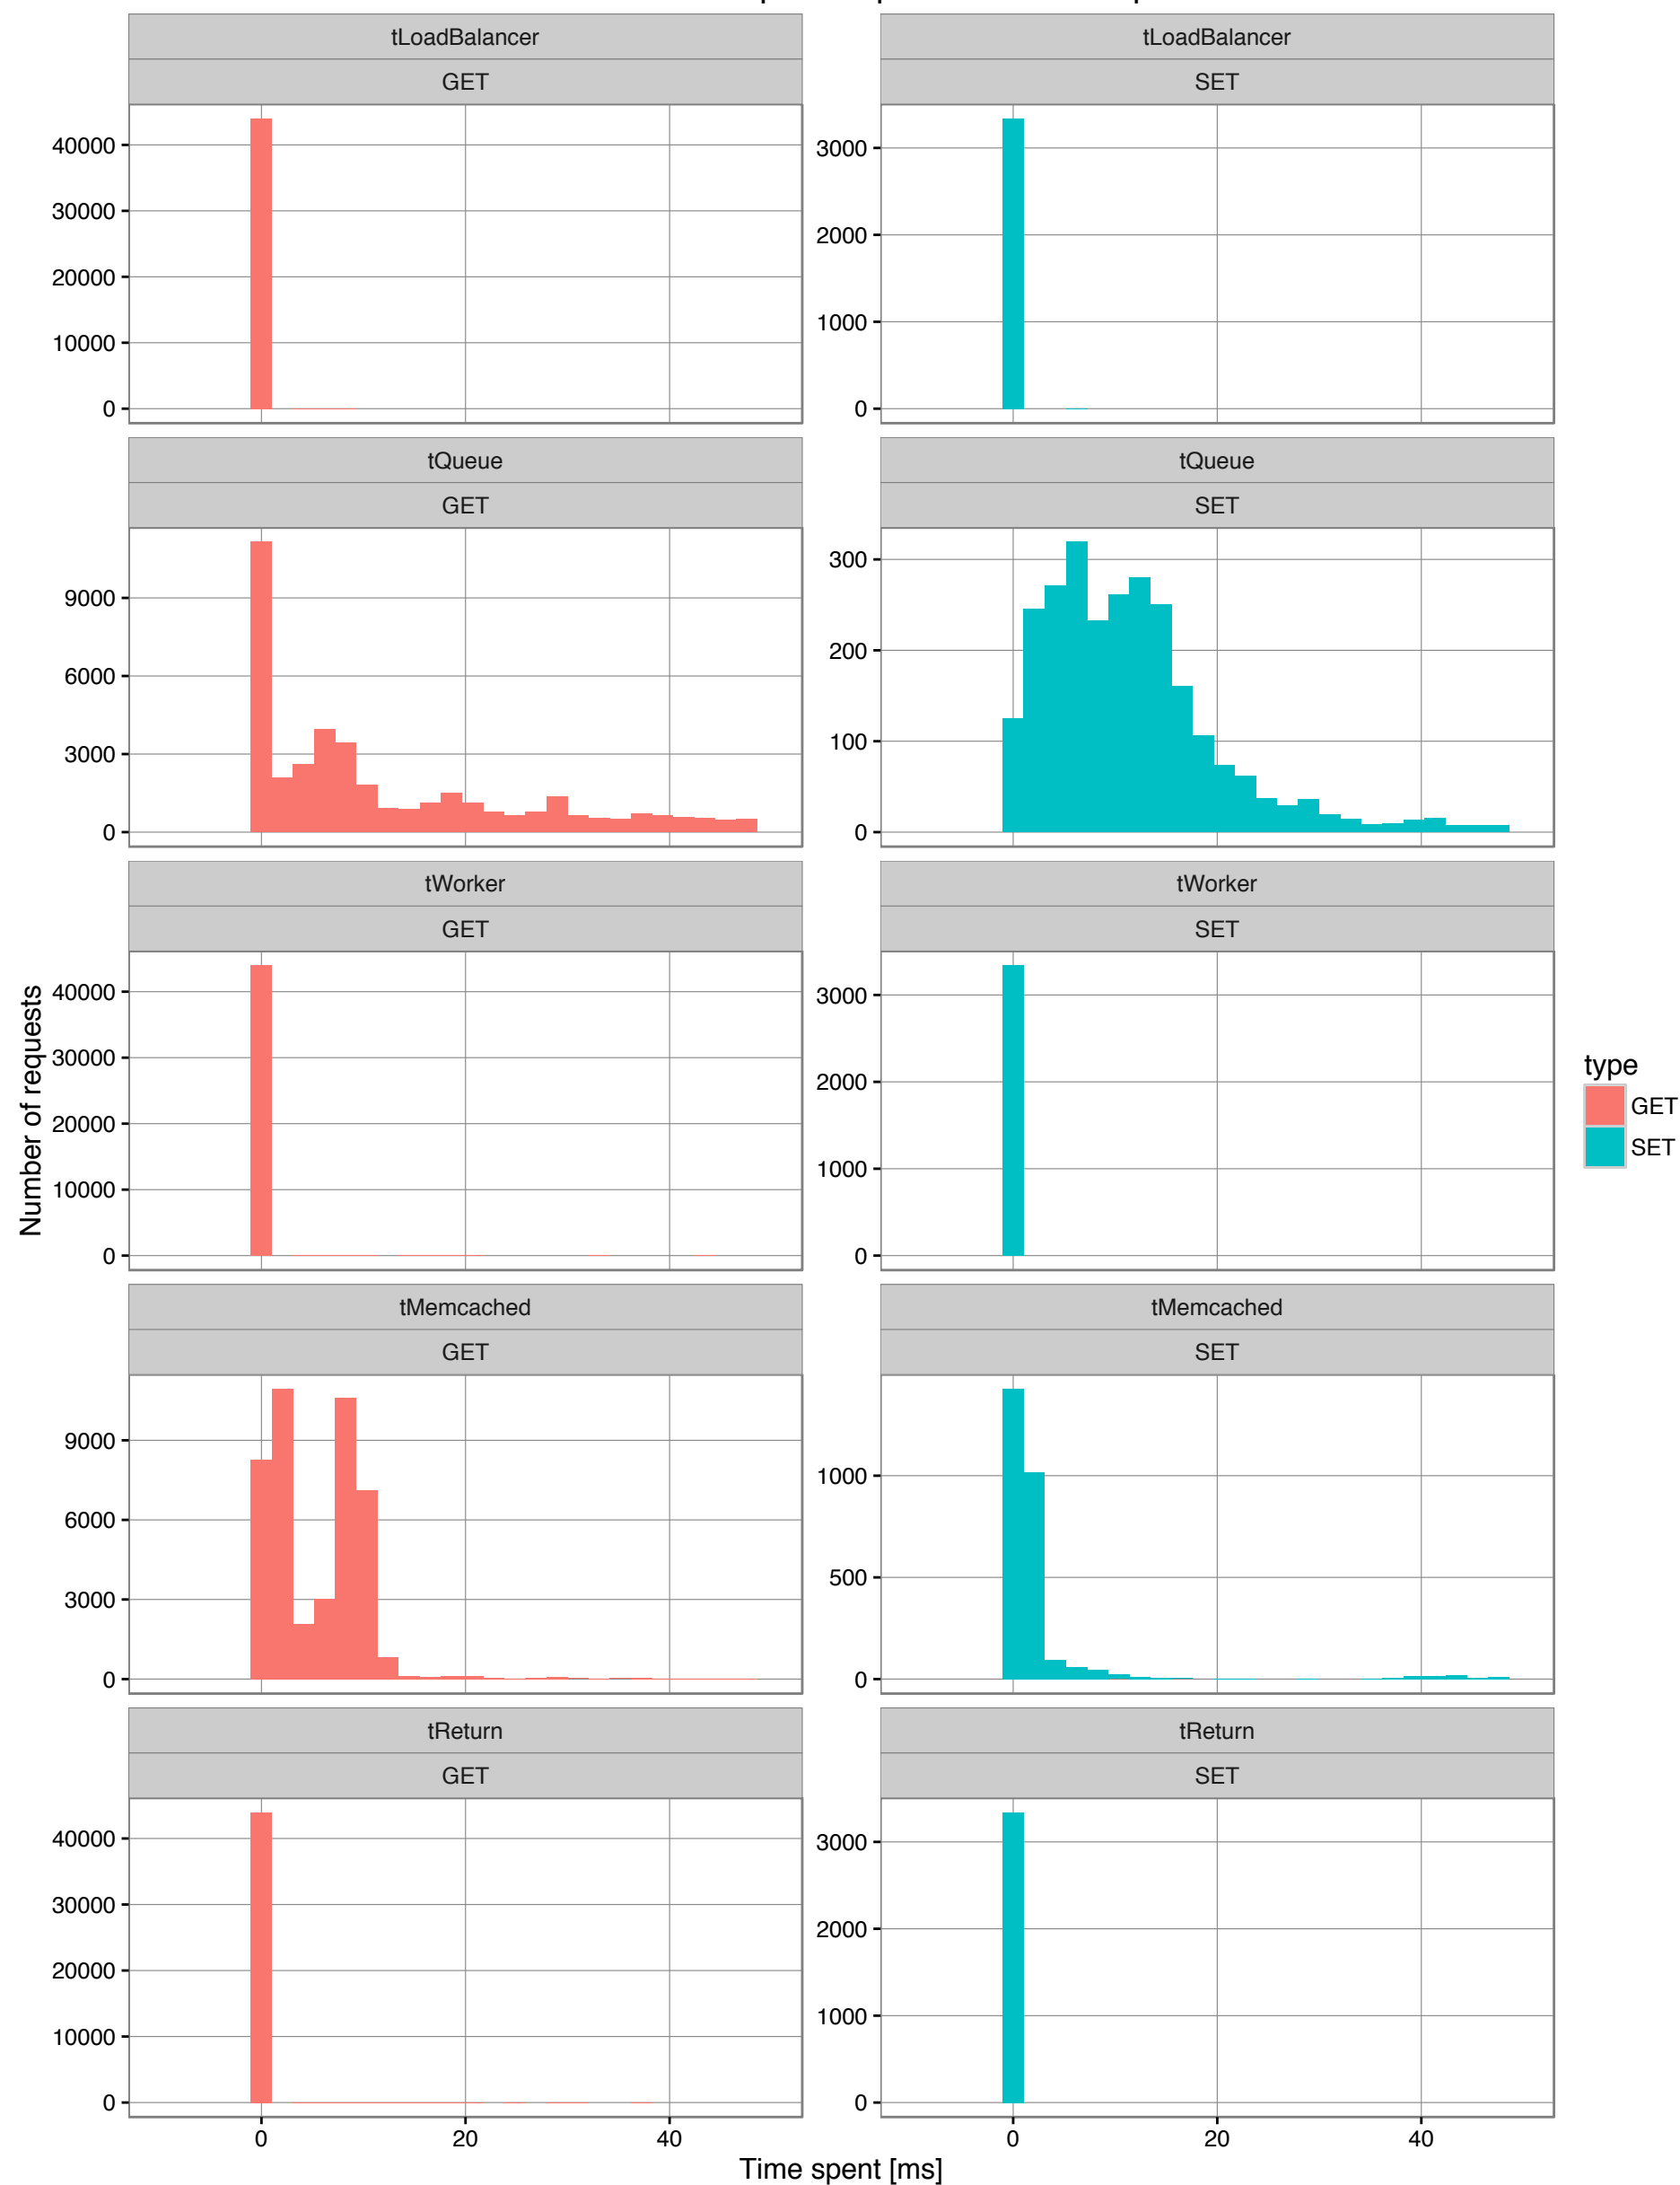 tLoadBalancer
GET
40000
30000
20000
10000
0
tLoadBalancer
SET
3000
2000
1000
0
tQueue
GET
9000
6000
3000
0
tQueue
SET
300
200
100
0
tWorker
GET
40000
30000
20000
10000
0
tWorker
SET
3000
2000
1000
0
tMemcached
GET
9000
6000
3000
0
tMemcached
SET
1000
500
0
tReturn
GET
40000
30000
20000
10000
0
0 20 40
tReturn
SET
3000
2000
1000
0
0 20 40
Number of requests
Time spent [ms]
type
GET
SET